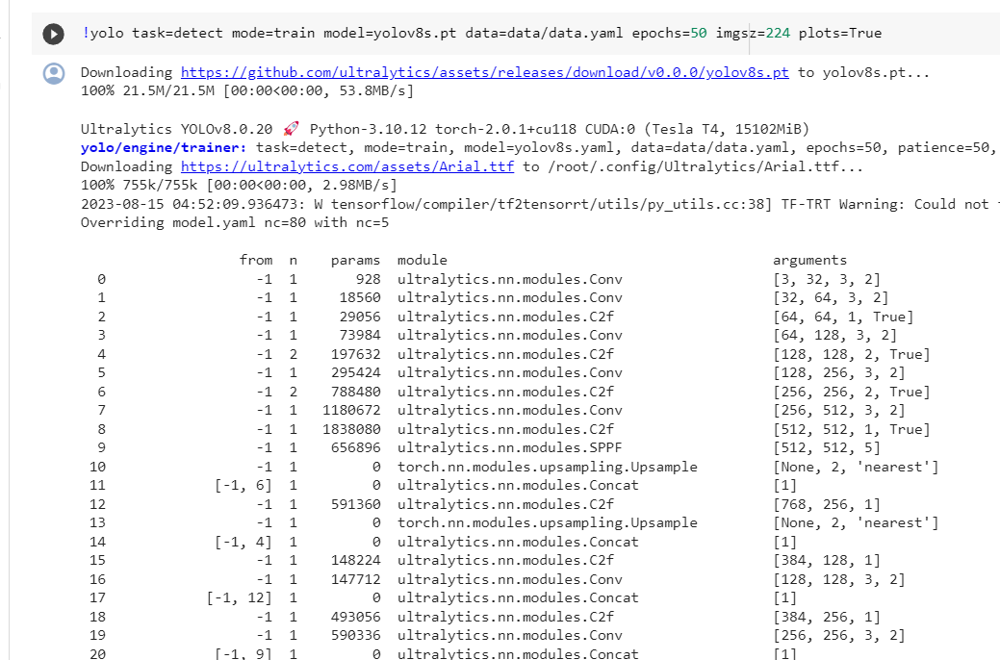 !yolo task=detect mode=train model=yolov8s.pt data=data/data.yaml epochs=50 imgsz=224 plots=True
Downloading https://github.com/ultralytics/assets/releases/download/v0.0.0/yolov8s.pt to yolov8s.pt...
100% 21.5M/21.5M [00:00<00:00, 53.8MB/s]
Ultralytics YOLOv8.0.20 🚀 Python-3.10.12 torch-2.0.1+cu118 CUDA:0 (Tesla T4, 15102MiB)
yolo/engine/trainer: task=detect, mode=train, model=yolov8s.yaml, data=data/data.yaml, epochs=50, patience=50,
Downloading https://ultralytics.com/assets/Arial.ttf to /root/.config/Ultralytics/Arial.ttf...
100% 755k/755k [00:00<00:00, 2.98MB/s]
2023-08-15 04:52:09.936473: W tensorflow/compiler/tf2tensorrt/utils/py_utils.cc:38] TF-TRT Warning: Could not
Overriding model.yaml nc=80 with nc=5
from n params module arguments
0 -1 1 928 ultralytics.nn.modules.Conv [3, 32, 3, 2]
1 -1 1 18560 ultralytics.nn.modules.Conv [32, 64, 3, 2]
2 -1 1 29056 ultralytics.nn.modules.C2f [64, 64, 1, True]
3 -1 1 73984 ultralytics.nn.modules.Conv [64, 128, 3, 2]
4 -1 2 197632 ultralytics.nn.modules.C2f [128, 128, 2, True]
5 -1 1 295424 ultralytics.nn.modules.Conv [128, 256, 3, 2]
6 -1 2 788480 ultralytics.nn.modules.C2f [256, 256, 2, True]
7 -1 1 1180672 ultralytics.nn.modules.Conv [256, 512, 3, 2]
8 -1 1 1838080 ultralytics.nn.modules.C2f [512, 512, 1, True]
9 -1 1 656896 ultralytics.nn.modules.SPPF [512, 512, 5]
10 -1 1 0 torch.nn.modules.upsampling.Upsample [None, 2, 'nearest']
11 [-1, 6] 1 0 ultralytics.nn.modules.Concat [1]
12 -1 1 591360 ultralytics.nn.modules.C2f [768, 256, 1]
13 -1 1 0 torch.nn.modules.upsampling.Upsample [None, 2, 'nearest']
14 [-1, 4] 1 0 ultralytics.nn.modules.Concat [1]
15 -1 1 148224 ultralytics.nn.modules.C2f [384, 128, 1]
16 -1 1 147712 ultralytics.nn.modules.Conv [128, 128, 3, 2]
17 [-1, 12] 1 0 ultralytics.nn.modules.Concat [1]
18 -1 1 493056 ultralytics.nn.modules.C2f [384, 256, 1]
19 -1 1 590336 ultralytics.nn.modules.Conv [256, 256, 3, 2]
20 [-1, 9] 1 0 ultralytics.nn.modules.Concat [1]